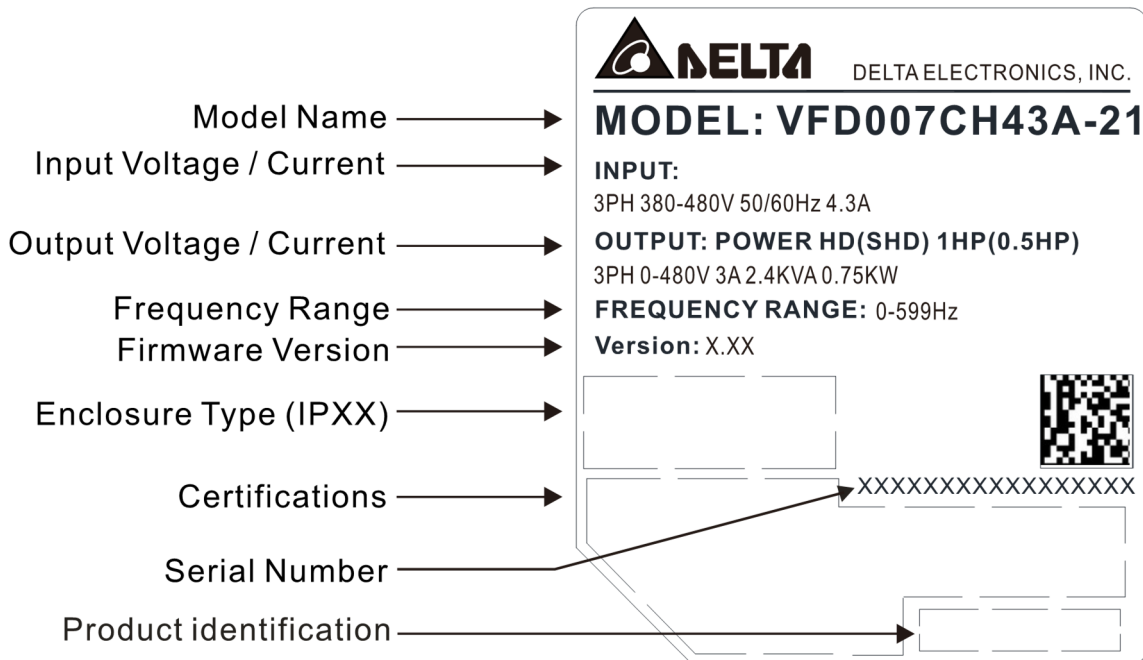 DELTA DELTA ELECTRONICS, INC.
Model Name MODEL: VFD007CH43A-21
Input Voltage / Current INPUT:
3PH 380-480V 50/60Hz 4.3A
Output Voltage / Current OUTPUT: POWER HD(SHD) 1HP(0.5HP)
3PH 0-480V 3A 2.4KVA 0.75KW
Frequency Range FREQUENCY RANGE: 0-599Hz
Firmware Version Version: X.XX
Enclosure Type (IPXX)
Certifications XXXXXXXXXXXXXXXXX
Serial Number
Product identification